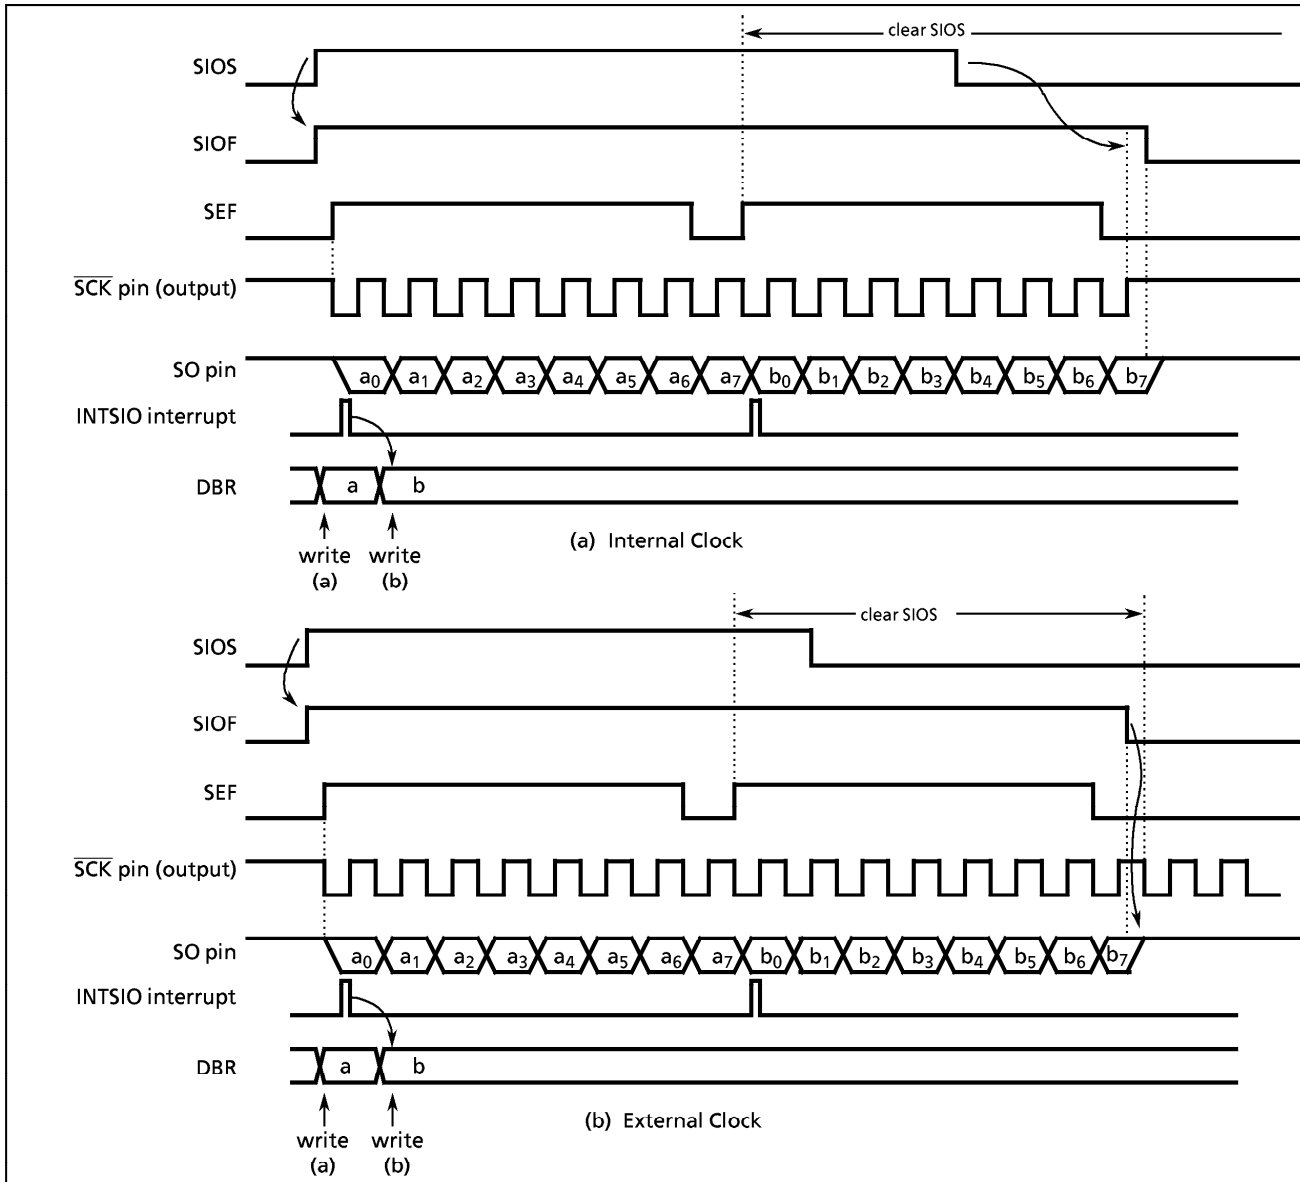 clear SIOS
SIOS
SIOF
SEF
S̅C̅K̅ pin (output)
SO pin a₀ a₁ a₂ a₃ a₄ a₅ a₆ a₇ b₀ b₁ b₂ b₃ b₄ b₅ b₆ b₇
INTSIO interrupt
DBR a b
write write
(a) (b)
(a) Internal Clock
clear SIOS
SIOS
SIOF
SEF
S̅C̅K̅ pin (output)
SO pin a₀ a₁ a₂ a₃ a₄ a₅ a₆ a₇ b₀ b₁ b₂ b₃ b₄ b₅ b₆ b₇
INTSIO interrupt
DBR a b
write write
(a) (b)
(b) External Clock